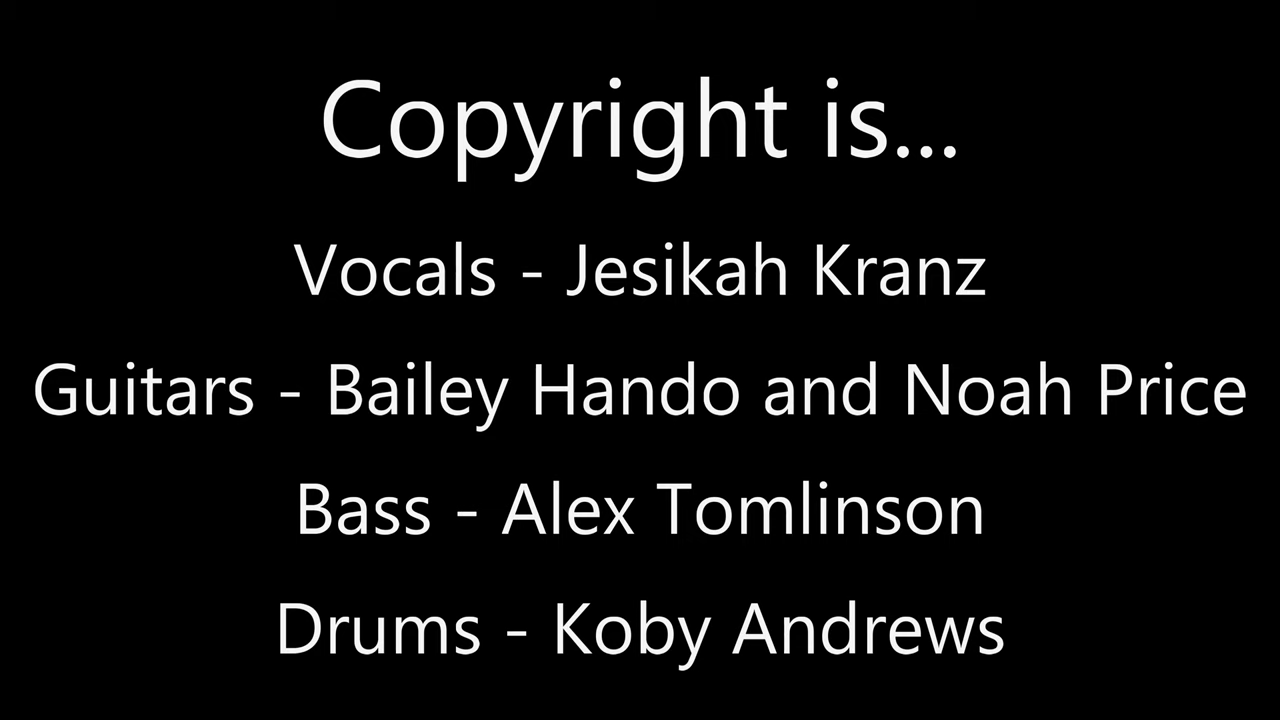 Copyright is...
Vocals - Jesikah Kranz
Guitars - Bailey Hando and Noah Price
Bass - Alex Tomlinson
Drums - Koby Andrews